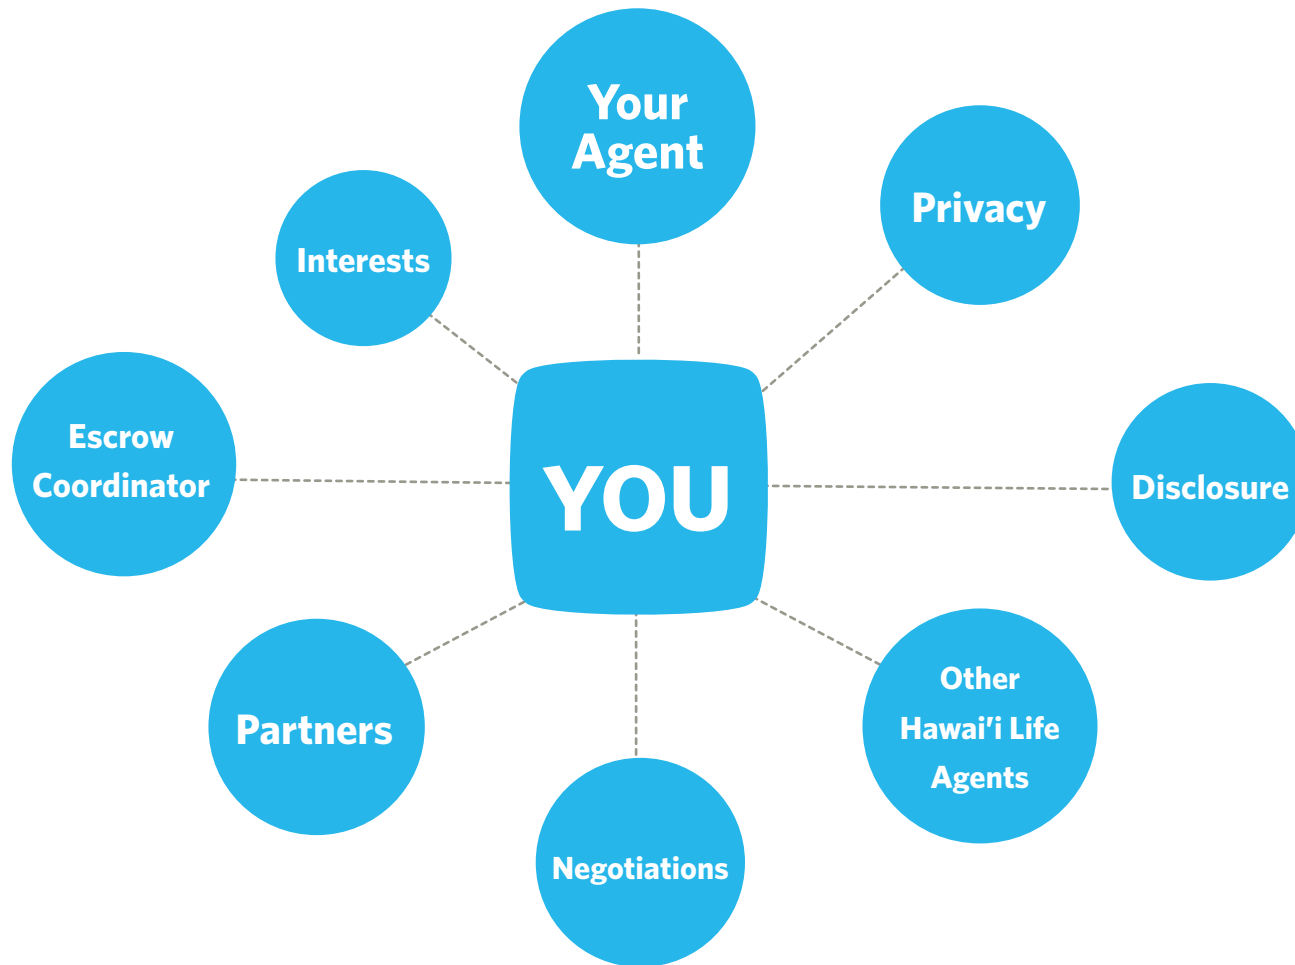 Your
Agent
Privacy
Interests
Escrow
Coordinator
YOU
Disclosure
Other
Hawai'i Life
Agents
Partners
Negotiations